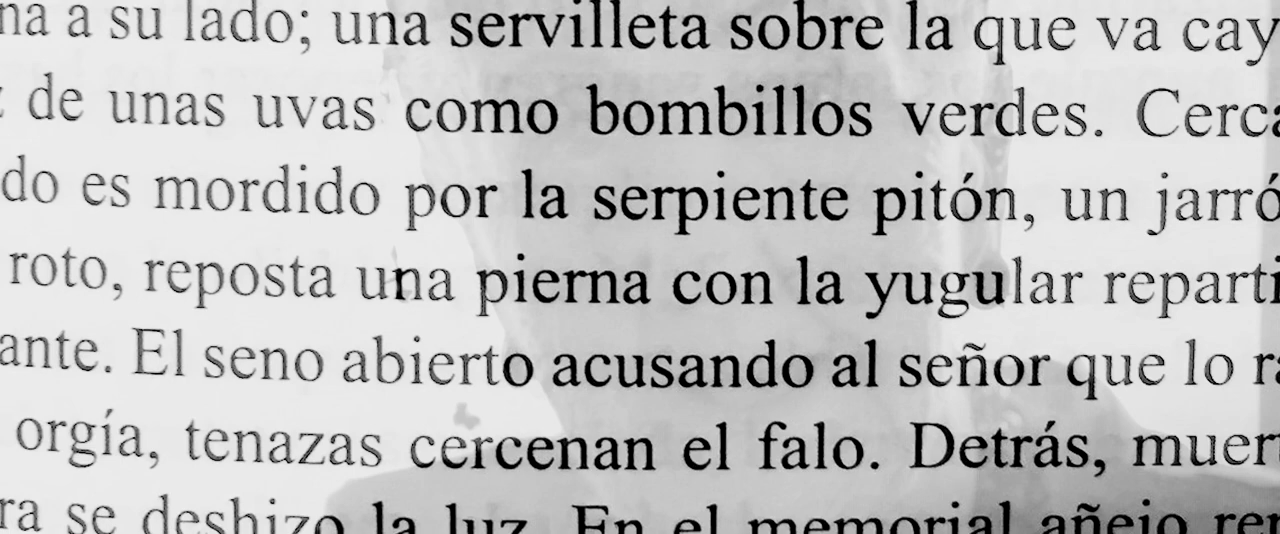 na a su lado; una servilleta sobre la que va cay
de unas uvas como bombillos verdes. Cerca
do es mordido por la serpiente pitón, un jarró
roto, reposta una pierna con la yugular reparti
ante. El seno abierto acusando al señor que lo ra
orgía, tenazas cercenan el falo. Detrás, muer
ra se deshizo la luz. En el memorial añejo rer